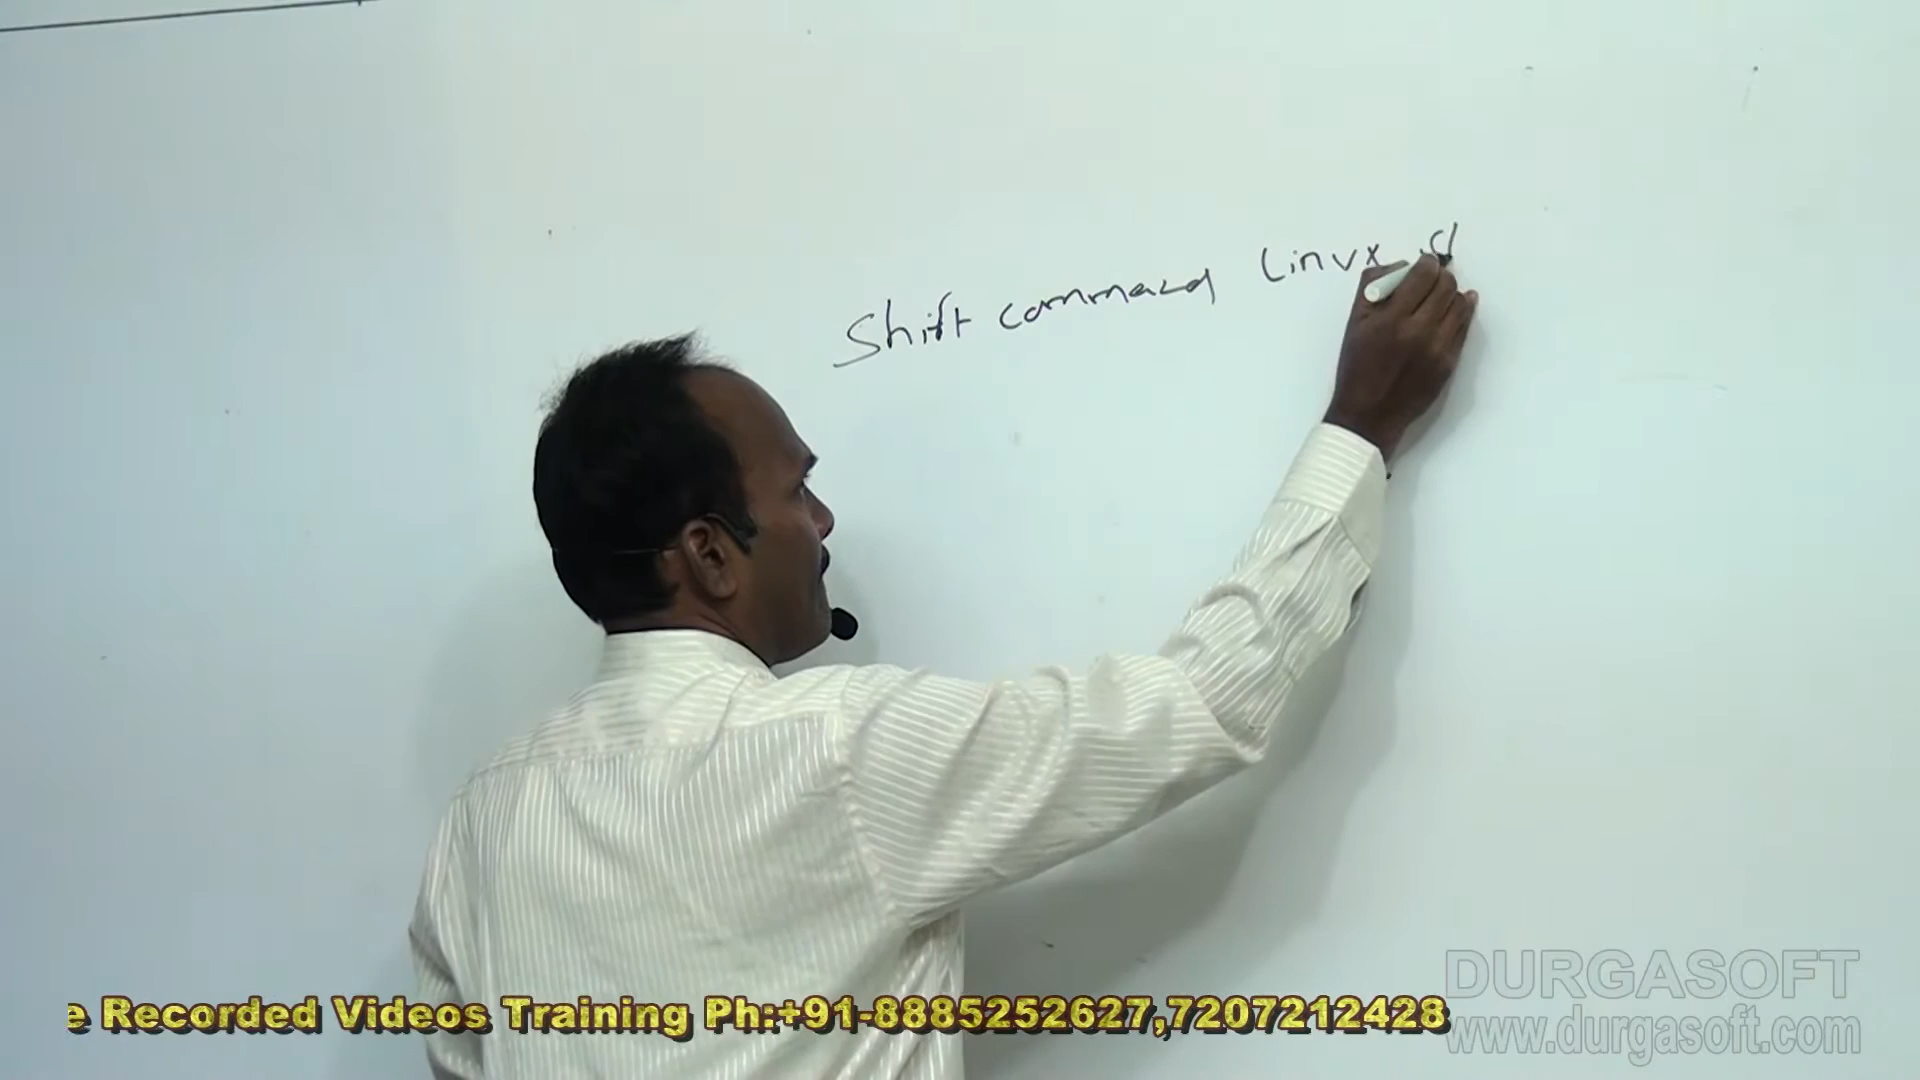 Shift command Linux
e Recorded Videos Training Ph:+91-8885252627,7207212428
DURGASOFT
www.durgasoft.com